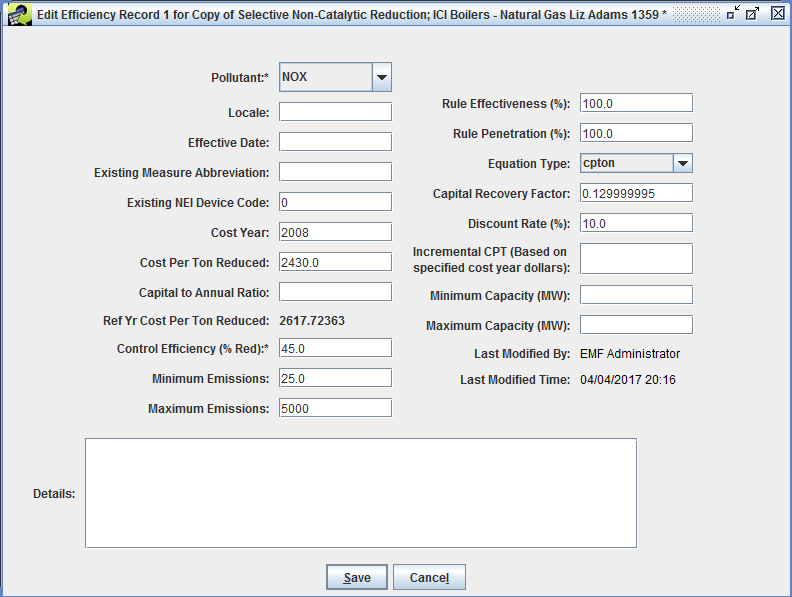 Edit Efficiency Record 1 for Copy of Selective Non-Catalytic Reduction; ICI Boilers - Natural Gas Liz Adams 1359 *
Pollutant:* NOX
Locale:
Effective Date:
Existing Measure Abbreviation:
Existing NEI Device Code: 0
Cost Year: 2008
Cost Per Ton Reduced: 2430.0
Capital to Annual Ratio:
Ref Yr Cost Per Ton Reduced: 2617.72363
Control Efficiency (% Red):* 45.0
Minimum Emissions: 25.0
Maximum Emissions: 5000
Rule Effectiveness (%): 100.0
Rule Penetration (%): 100.0
Equation Type: cpton
Capital Recovery Factor: 0.129999995
Discount Rate (%): 10.0
Incremental CPT (Based on
specified cost year dollars):
Minimum Capacity (MW):
Maximum Capacity (MW):
Last Modified By: EMF Administrator
Last Modified Time: 04/04/2017 20:16
Details:
Save Cancel